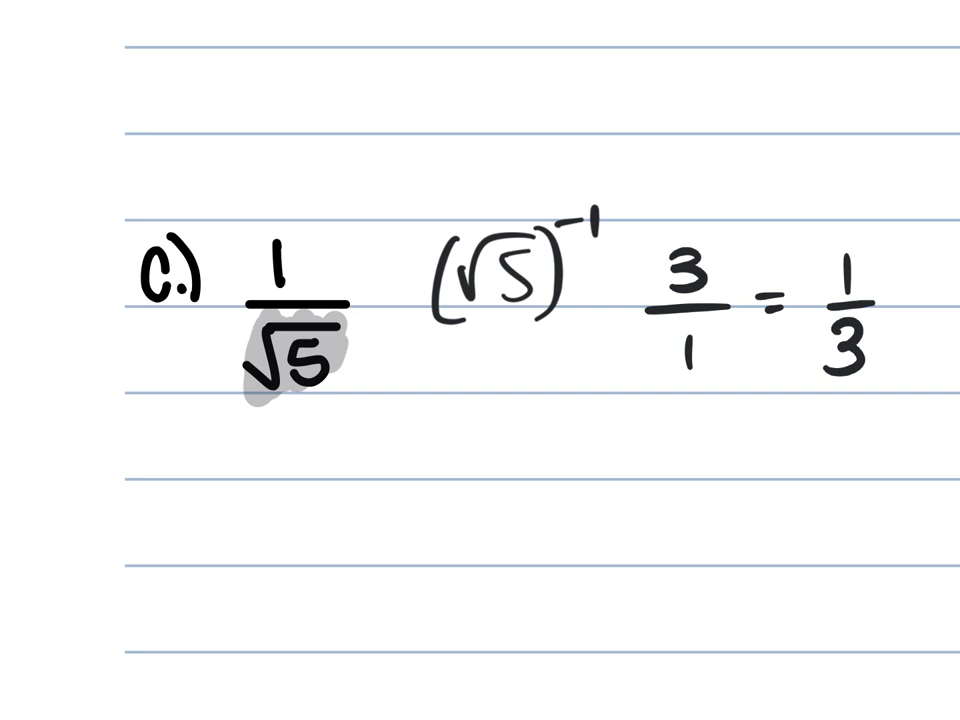 C.) 1/√5 (√5)⁻¹ 3/1 = 1/3